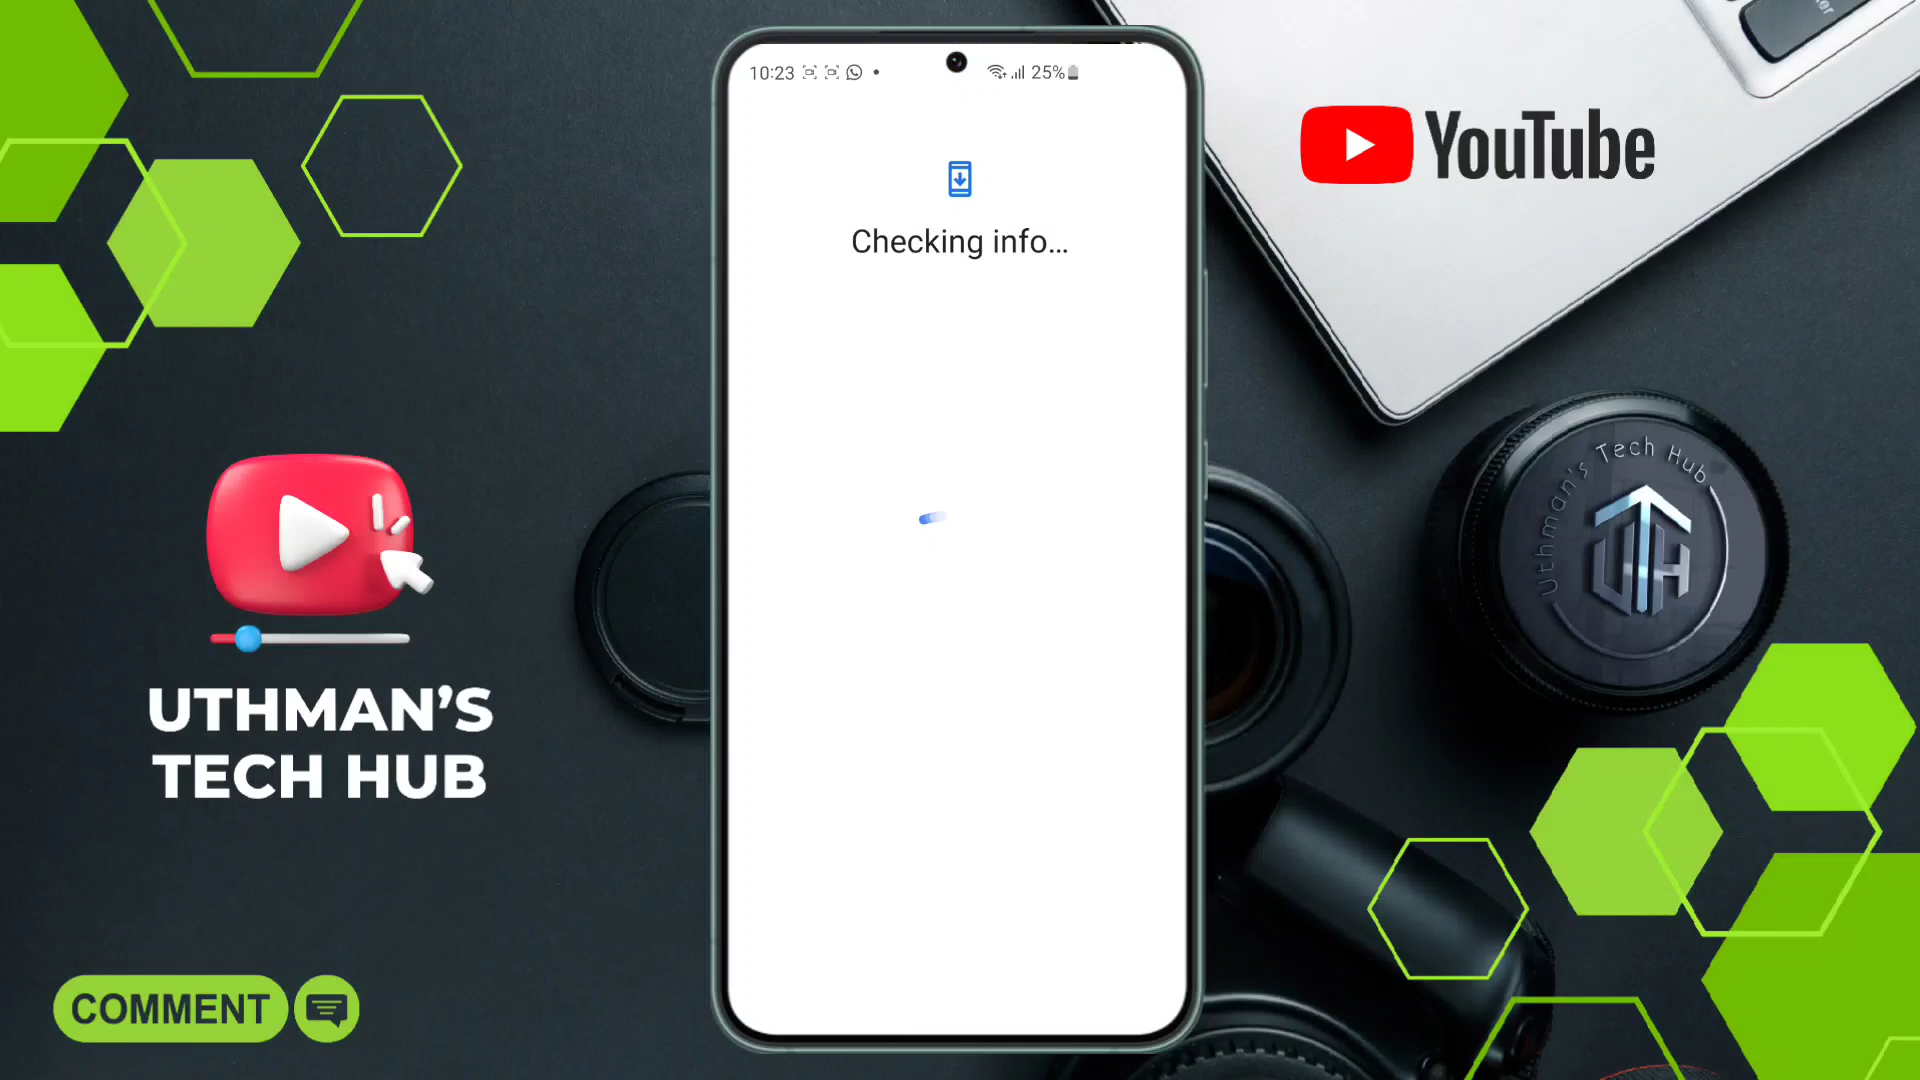 10:23
25%
Checking info...
YouTube
Uthman's Tech Hub
UTH
UTHMAN'S
TECH HUB
COMMENT